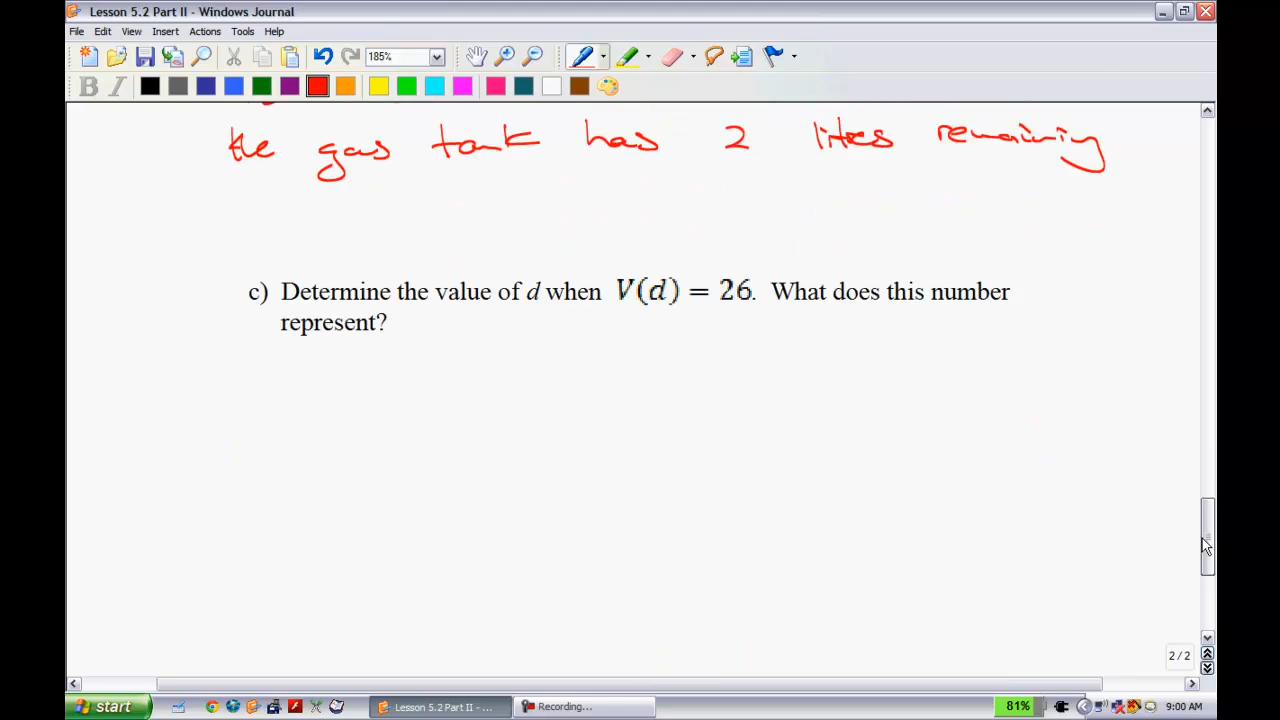 Lesson 5.2 Part II - Windows Journal
File Edit View Insert Actions Tools Help
185%
B I
the gas tank has 2 litres remaining
c) Determine the value of d when V(d) = 26. What does this number
represent?
2 / 2
start Lesson 5.2 Part II - ... Recording... 81% 9:00 AM